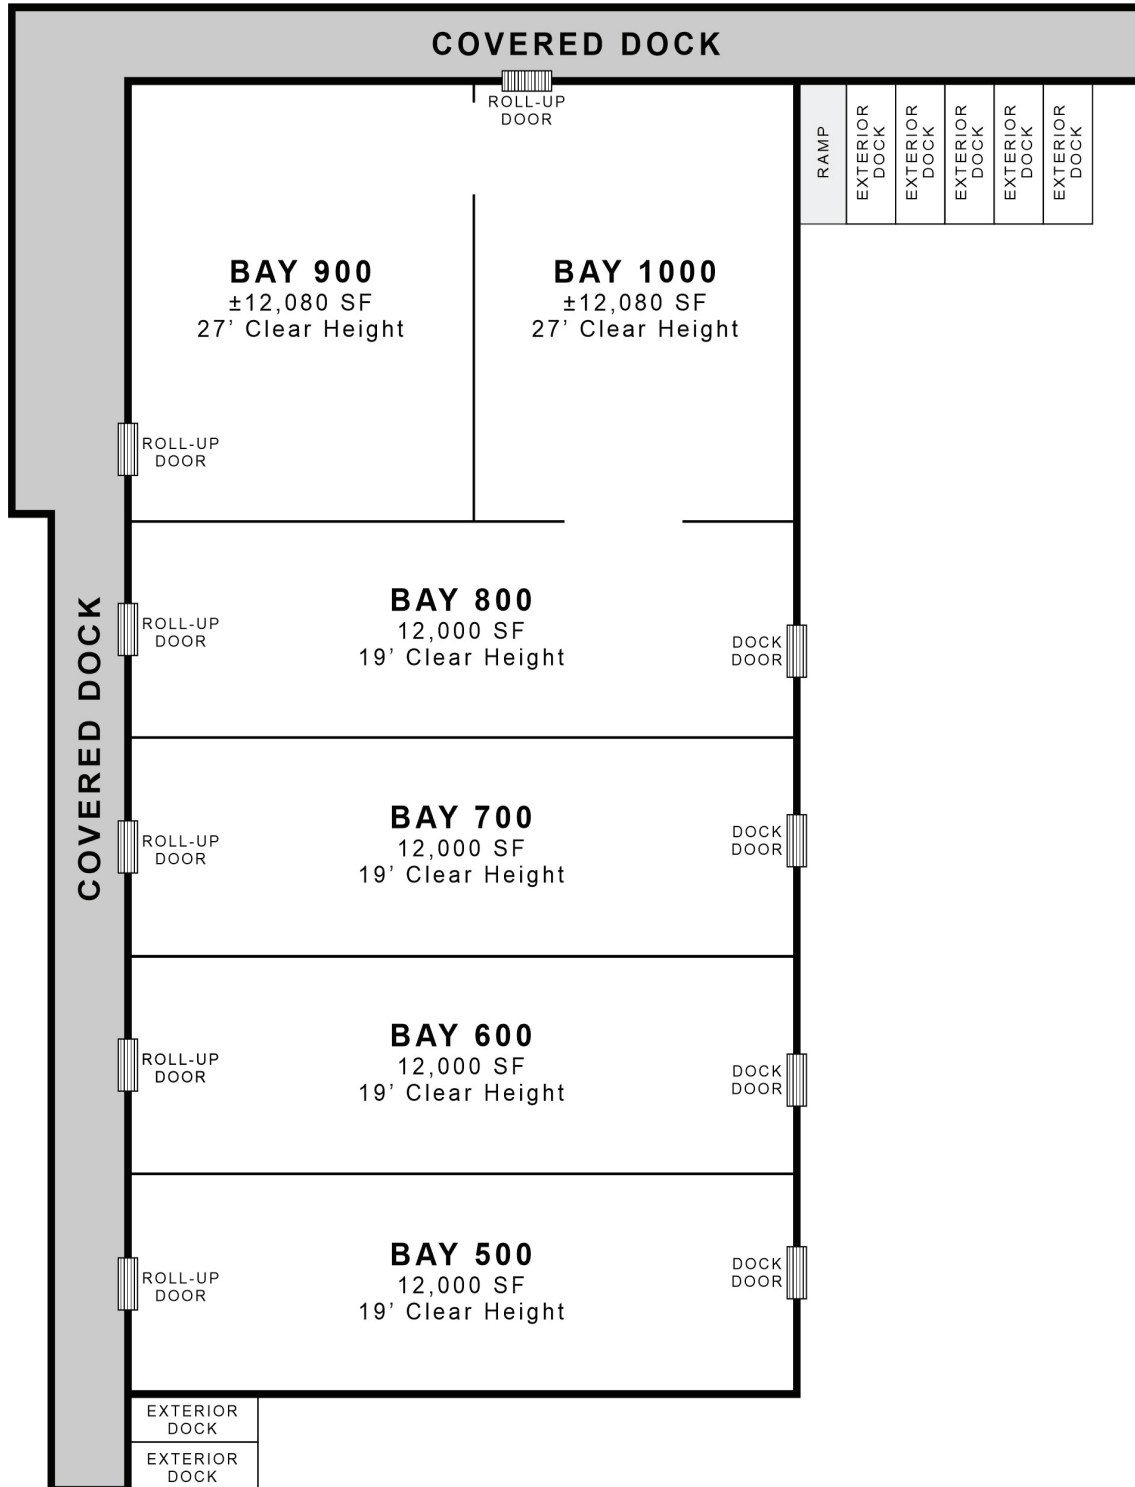 COVERED DOCK
ROLL-UP
DOOR
RAMP
EXTERIOR
DOCK
EXTERIOR
DOCK
EXTERIOR
DOCK
EXTERIOR
DOCK
EXTERIOR
DOCK
BAY 900
±12,080 SF
27’ Clear Height
BAY 1000
±12,080 SF
27’ Clear Height
ROLL-UP
DOOR
COVERED DOCK
BAY 800
12,000 SF
19’ Clear Height
ROLL-UP
DOOR
DOCK
DOOR
BAY 700
12,000 SF
19’ Clear Height
ROLL-UP
DOOR
DOCK
DOOR
BAY 600
12,000 SF
19’ Clear Height
ROLL-UP
DOOR
DOCK
DOOR
BAY 500
12,000 SF
19’ Clear Height
ROLL-UP
DOOR
DOCK
DOOR
EXTERIOR
DOCK
EXTERIOR
DOCK